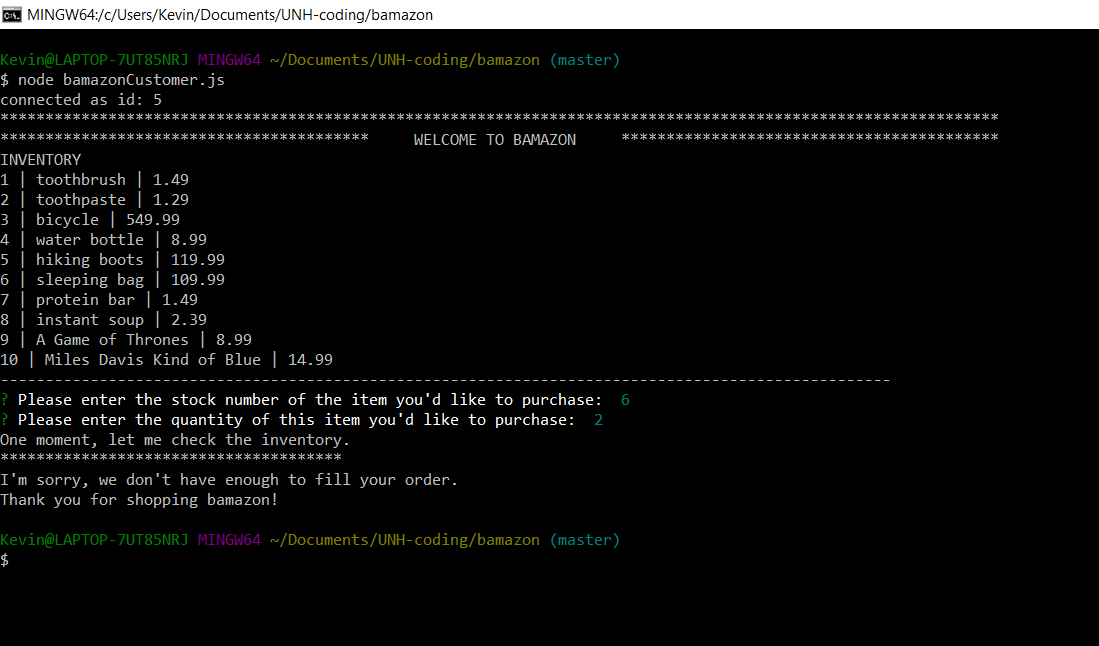 MINGW64:/c/Users/Kevin/Documents/UNH-coding/bamazon
Kevin@LAPTOP-7UT85NRJ MINGW64 ~/Documents/UNH-coding/bamazon (master)
$ node bamazonCustomer.js
connected as id: 5
***************************************************************************************************************
*****************************************     WELCOME TO BAMAZON     ******************************************
INVENTORY
1 | toothbrush | 1.49
2 | toothpaste | 1.29
3 | bicycle | 549.99
4 | water bottle | 8.99
5 | hiking boots | 119.99
6 | sleeping bag | 109.99
7 | protein bar | 1.49
8 | instant soup | 2.39
9 | A Game of Thrones | 8.99
10 | Miles Davis Kind of Blue | 14.99
---------------------------------------------------------------------------------------------------
? Please enter the stock number of the item you'd like to purchase:  6
? Please enter the quantity of this item you'd like to purchase:  2
One moment, let me check the inventory.
**************************************
I'm sorry, we don't have enough to fill your order.
Thank you for shopping bamazon!
Kevin@LAPTOP-7UT85NRJ MINGW64 ~/Documents/UNH-coding/bamazon (master)
$